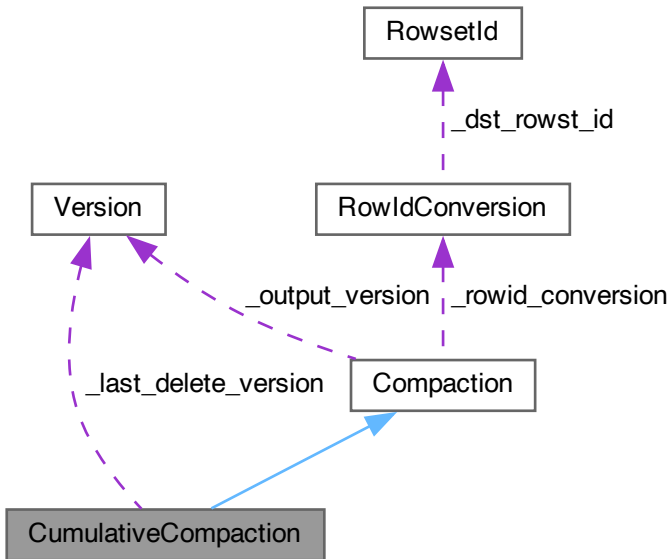 RowsetId
_dst_rowst_id
Version
RowIdConversion
_output_version
_rowid_conversion
_last_delete_version
Compaction
CumulativeCompaction